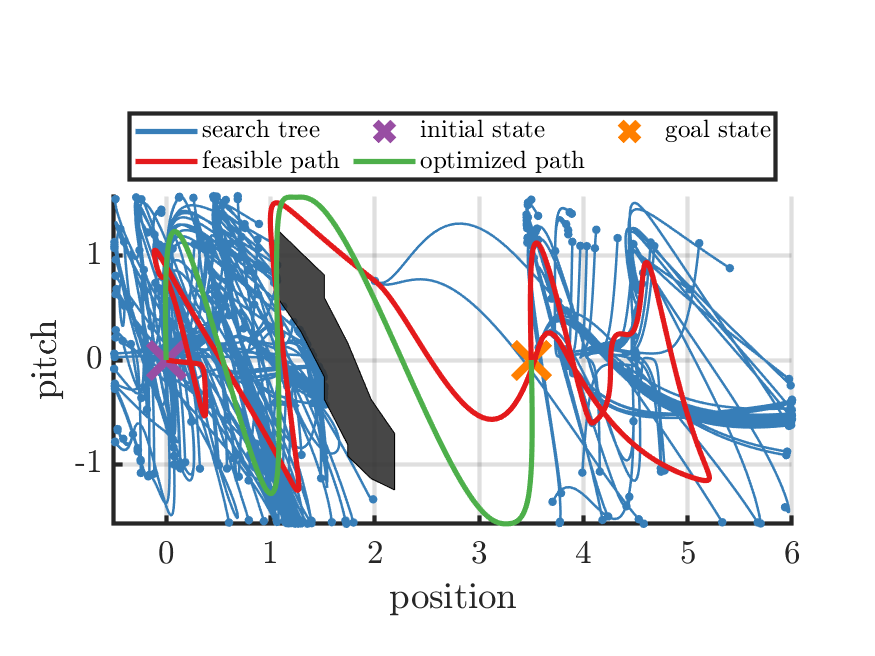 search tree initial state goal state
feasible path optimized path
1
0
-1
pitch
0 1 2 3 4 5 6
position